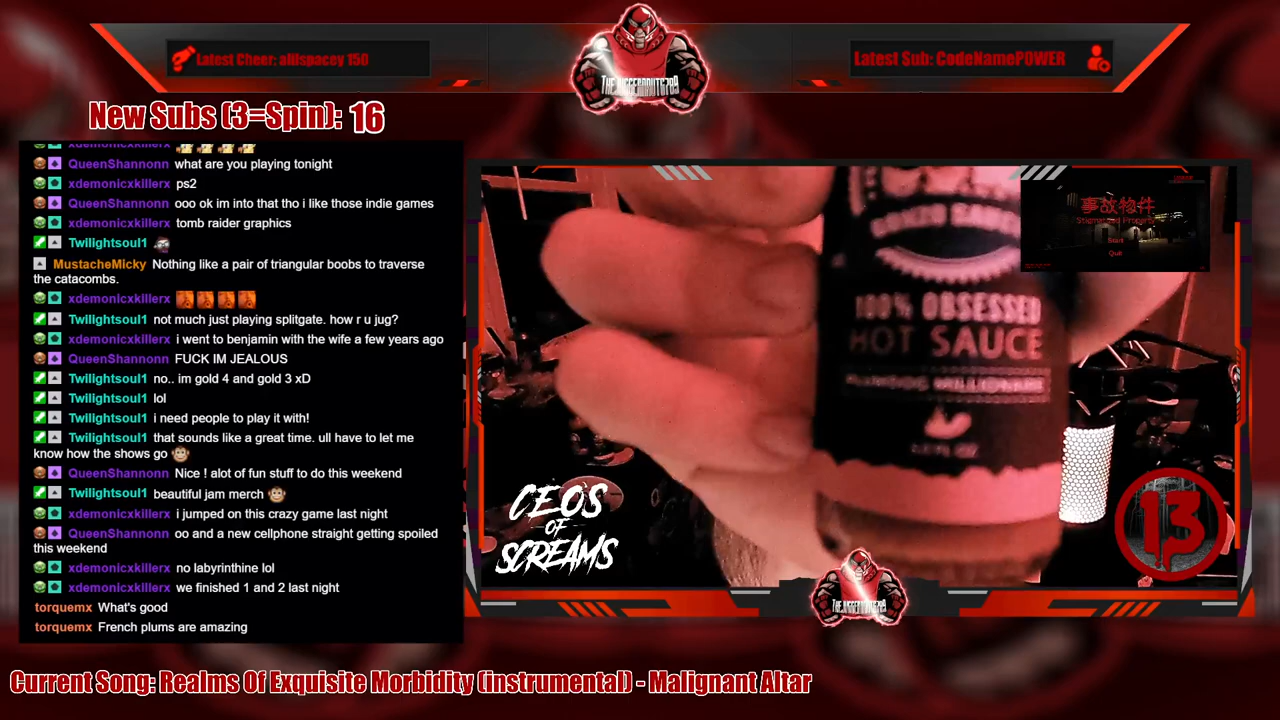 Latest Cheer: allispacey 150
THEJUGGERNAUT6789
Latest Sub: CodeNamePOWER
New Subs (3=Spin): 16
xdemonicxkillerx
QueenShannonn what are you playing tonight
xdemonicxkillerx ps2
QueenShannonn ooo ok im into that tho i like those indie games
xdemonicxkillerx tomb raider graphics
Twilightsoul1
MustacheMicky Nothing like a pair of triangular boobs to traverse
the catacombs.
xdemonicxkillerx
Twilightsoul1 not much just playing splitgate. how r u jug?
xdemonicxkillerx i went to benjamin with the wife a few years ago
QueenShannonn FUCK IM JEALOUS
Twilightsoul1 no.. im gold 4 and gold 3 xD
Twilightsoul1 lol
Twilightsoul1 i need people to play it with!
Twilightsoul1 that sounds like a great time. ull have to let me
know how the shows go
QueenShannonn Nice ! alot of fun stuff to do this weekend
Twilightsoul1 beautiful jam merch
xdemonicxkillerx i jumped on this crazy game last night
QueenShannonn oo and a new cellphone straight getting spoiled
this weekend
xdemonicxkillerx no labyrinthine lol
xdemonicxkillerx we finished 1 and 2 last night
torquemx What's good
torquemx French plums are amazing
100% OBSESSED
HOT SAUCE
事故物件
Stigmatized Property
Start
Quit
CEOS
OF
SCREAMS
13
THEJUGGERNAUT6789
Current Song: Realms Of Exquisite Morbidity (instrumental) - Malignant Altar